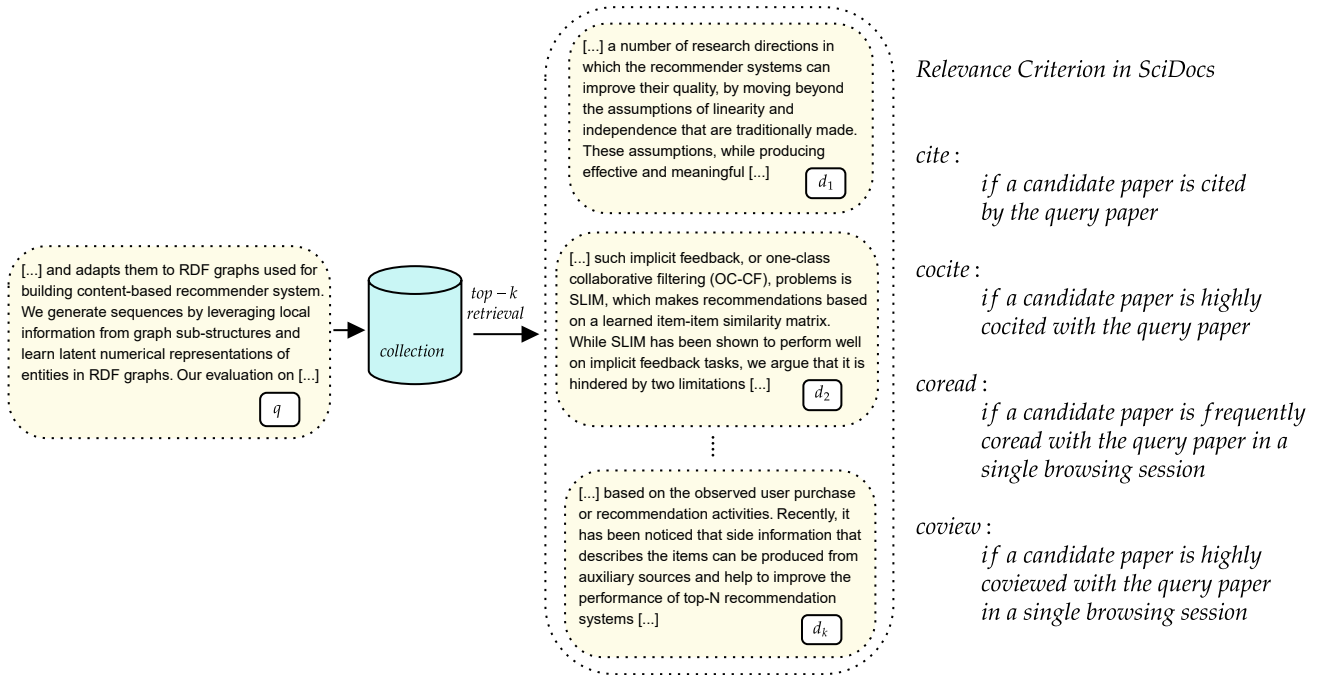 [...] and adapts them to RDF graphs used for
building content-based recommender system.
We generate sequences by leveraging local
information from graph sub-structures and
learn latent numerical representations of
entities in RDF graphs. Our evaluation on [...]
q
collection
top − k
retrieval
[...] a number of research directions in
which the recommender systems can
improve their quality, by moving beyond
the assumptions of linearity and
independence that are traditionally made.
These assumptions, while producing
effective and meaningful [...]
d1
[...] such implicit feedback, or one-class
collaborative filtering (OC-CF), problems is
SLIM, which makes recommendations based
on a learned item-item similarity matrix.
While SLIM has been shown to perform well
on implicit feedback tasks, we argue that it is
hindered by two limitations [...]
d2
[...] based on the observed user purchase
or recommendation activities. Recently, it
has been noticed that side information that
describes the items can be produced from
auxiliary sources and help to improve the
performance of top-N recommendation
systems [...]
dk
Relevance Criterion in SciDocs
cite :
if a candidate paper is cited
by the query paper
cocite :
if a candidate paper is highly
cocited with the query paper
coread :
if a candidate paper is frequently
coread with the query paper in a
single browsing session
coview :
if a candidate paper is highly
coviewed with the query paper
in a single browsing session